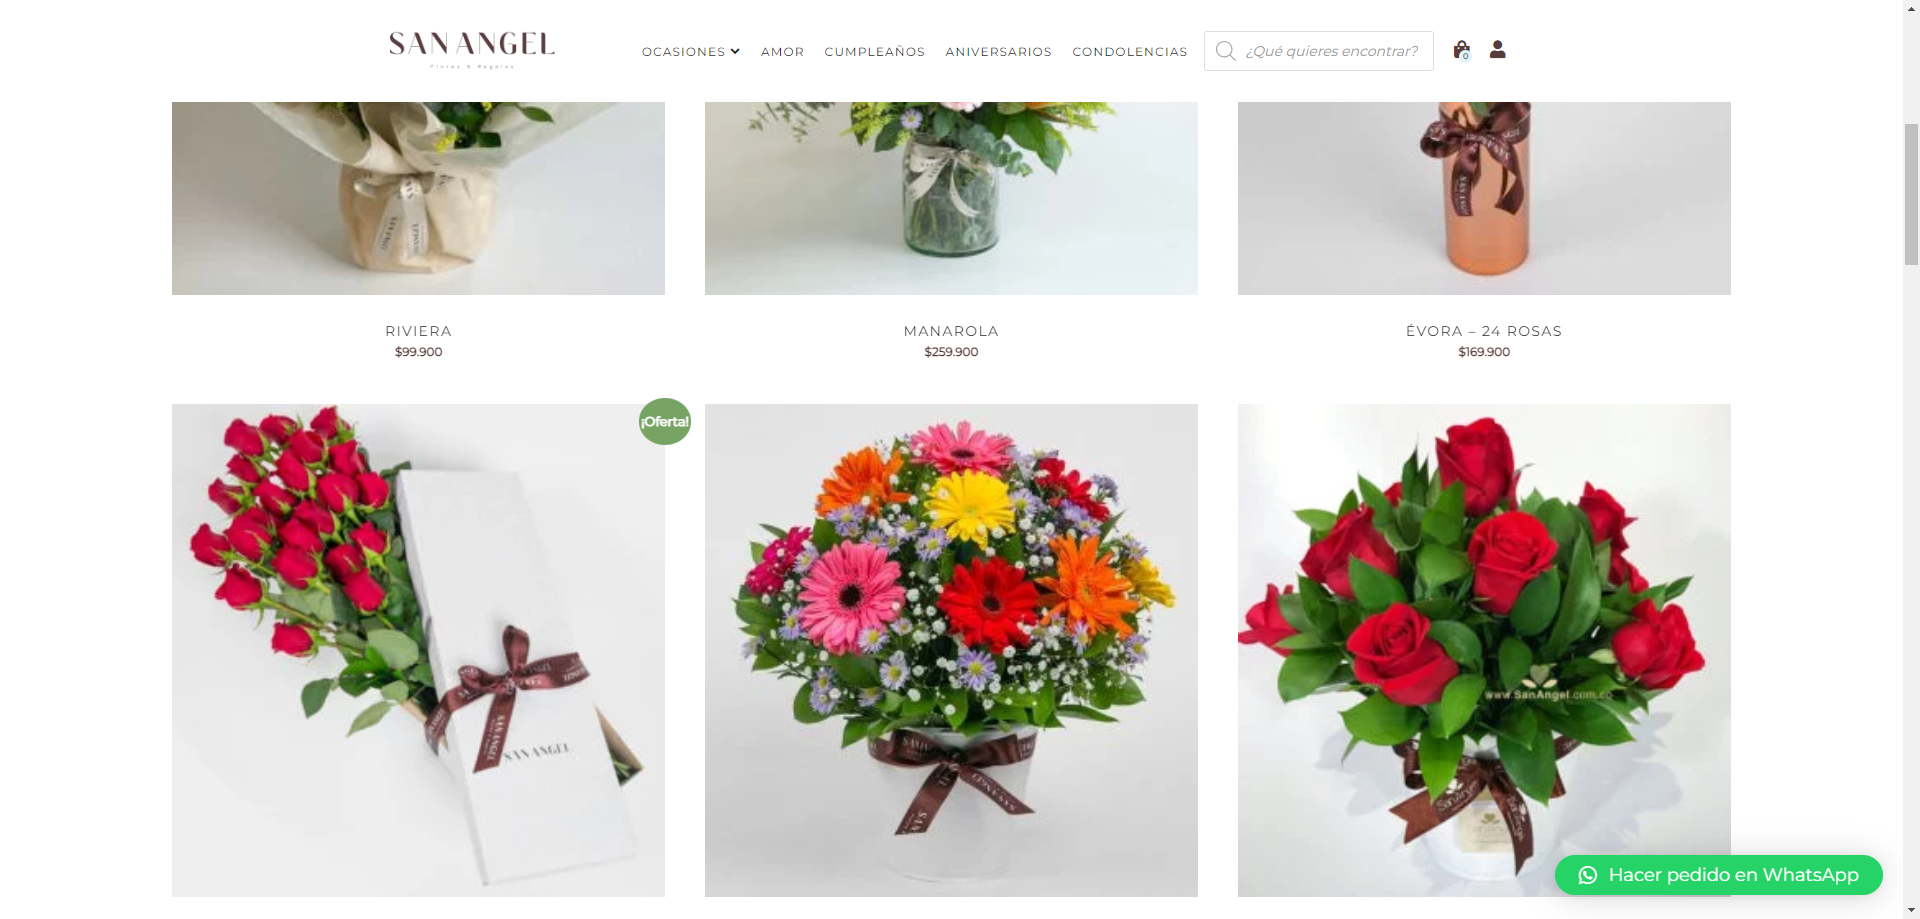 SAN ANGEL
Flores & Regalos
OCASIONES
AMOR
CUMPLEAÑOS
ANIVERSARIOS
CONDOLENCIAS
¿Qué quieres encontrar?
0
RIVIERA
$99.900
MANAROLA
$259.900
ÉVORA – 24 ROSAS
$169.900
¡Oferta!
SAN ANGEL
www.SanAngel.com.co
Hacer pedido en WhatsApp